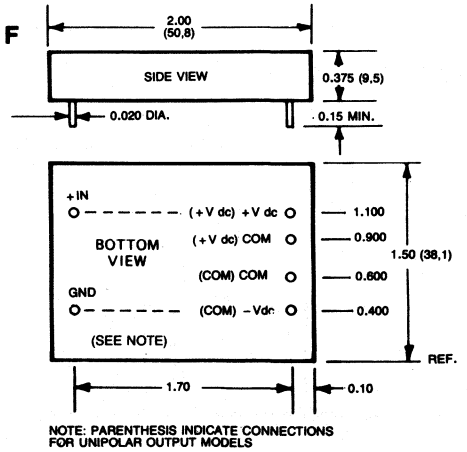 F
2.00
(50,8)
SIDE VIEW
0.375 (9,5)
0.020 DIA.
0.15 MIN.
+IN
(+V dc) +V dc
1.100
(+V dc) COM
0.900
BOTTOM
VIEW
1.50 (38,1)
(COM) COM
0.600
GND
(COM) −Vdc
0.400
(SEE NOTE)
REF.
1.70
0.10
NOTE: PARENTHESIS INDICATE CONNECTIONS
FOR UNIPOLAR OUTPUT MODELS